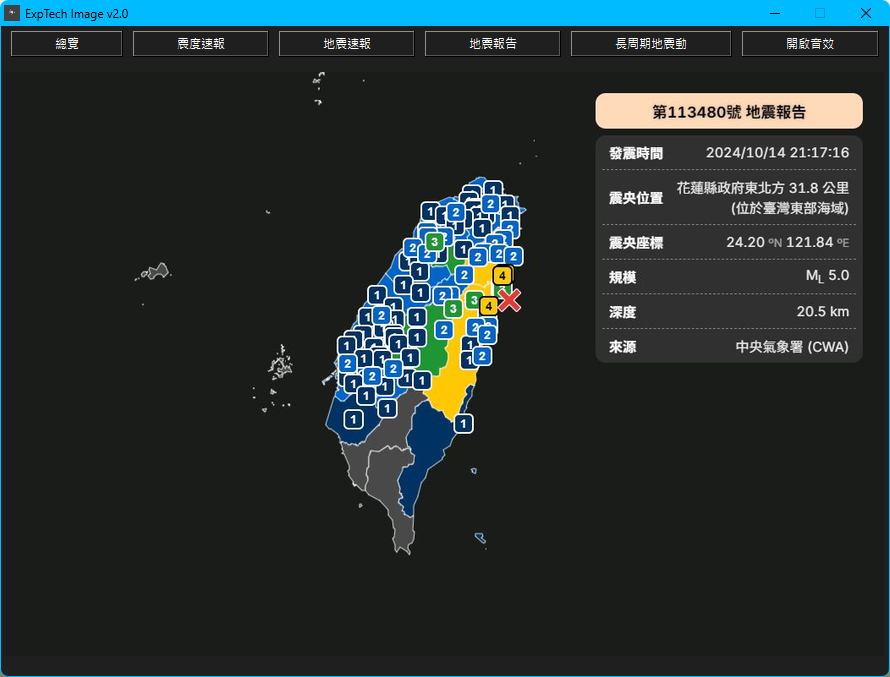 ExpTech Image v2.0
總覽 震度速報 地震速報 地震報告 長周期地震動 開啟音效
第113480號 地震報告
發震時間 2024/10/14 21:17:16
震央位置 花蓮縣政府東北方 31.8 公里
(位於臺灣東部海域)
震央座標 24.20 ºN 121.84 ºE
規模 ML 5.0
深度 20.5 km
來源 中央氣象署 (CWA)